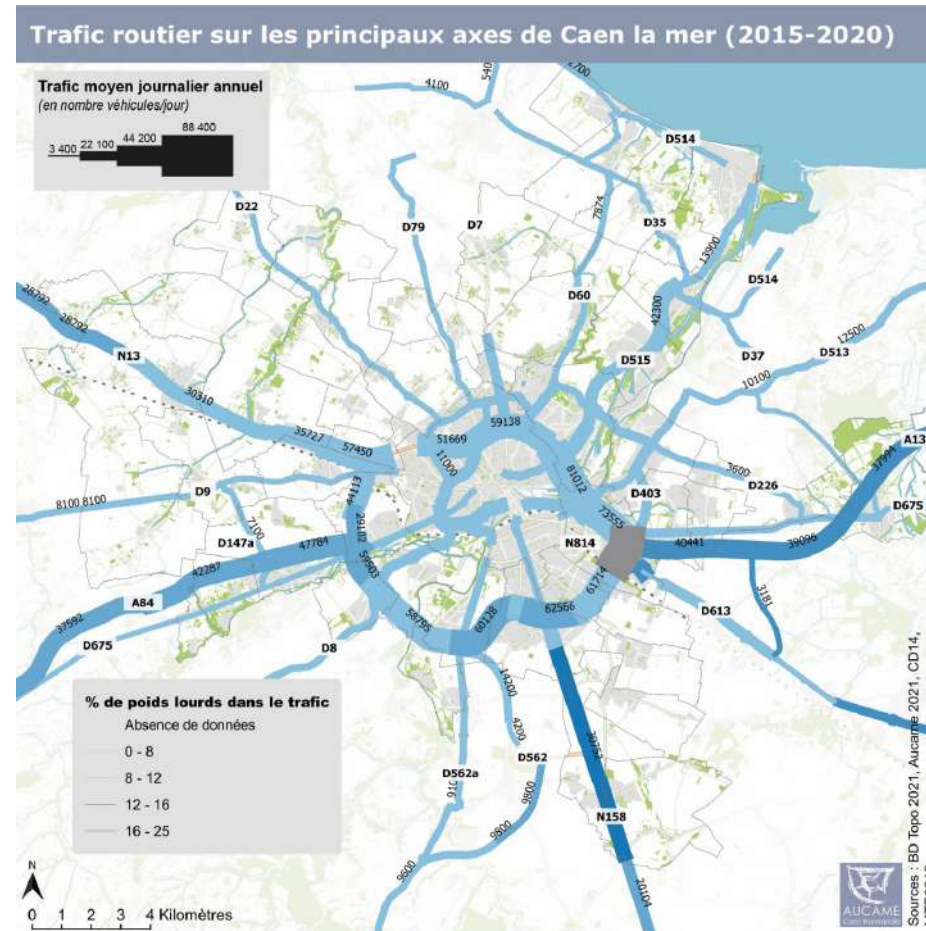 Trafic routier sur les principaux axes de Caen la mer (2015-2020)
Trafic moyen journalier annuel
(en nombre véhicules/jour)
3 400
22 100
44 200
88 400
4100
D514
D22
D79
D7
7874
D35
13900
D514
28792
28792
D60
42300
N13
D515
D37
D513
12500
30310
10100
35727
57450
51669
59138
11000
81012
A13
37994
44113
3600
D9
8100 8100
D226
D403
D675
7100
29102
73555
D147a
47784
N814
40441
39096
42287
59503
61714
A84
37592
58795
60128
62566
3181
D613
D675
D8
14200
4200
30752
% de poids lourds dans le trafic
Absence de données
0 - 8
8 - 12
12 - 16
16 - 25
D562a
D562
9800
N158
9800
9600
20104
N
0 1 2 3 4 Kilomètres
AUCAME
Caen Normandie
Sources : BD Topo 2021, Aucame 2021, CD14,